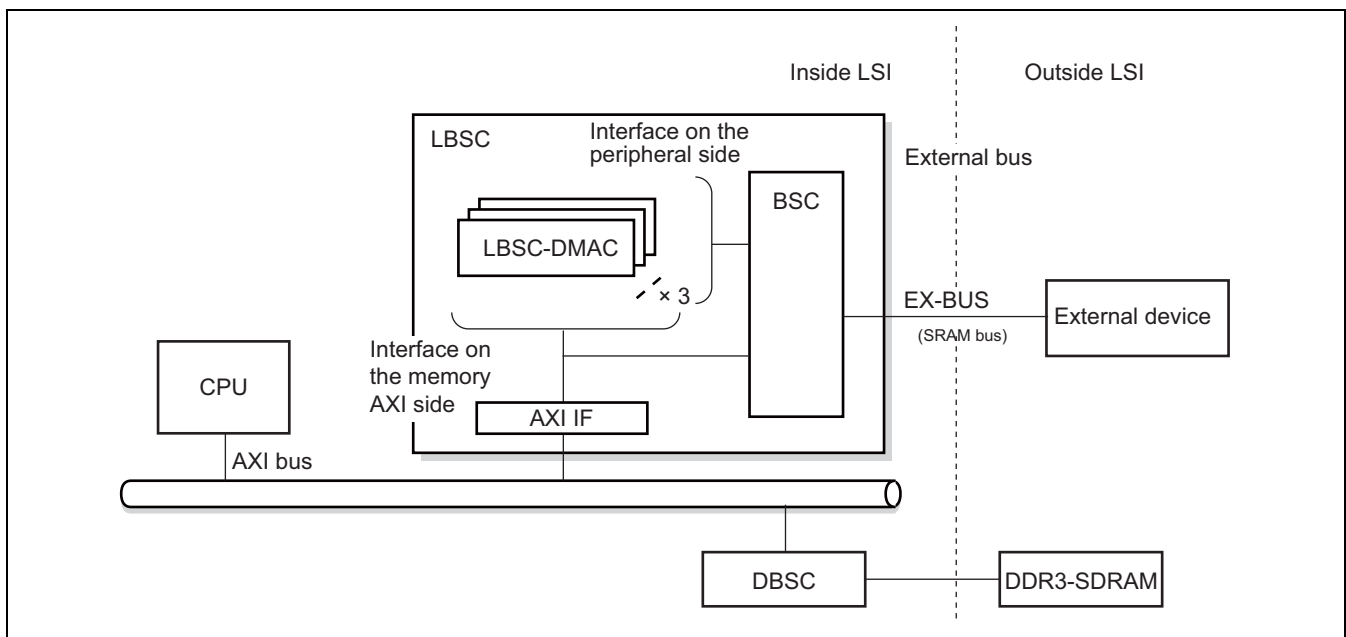 Inside LSI
Outside LSI
LBSC
Interface on the
peripheral side
External bus
BSC
LBSC-DMAC
× 3
EX-BUS
(SRAM bus)
External device
Interface on
the memory
AXI side
CPU
AXI IF
AXI bus
DBSC
DDR3-SDRAM